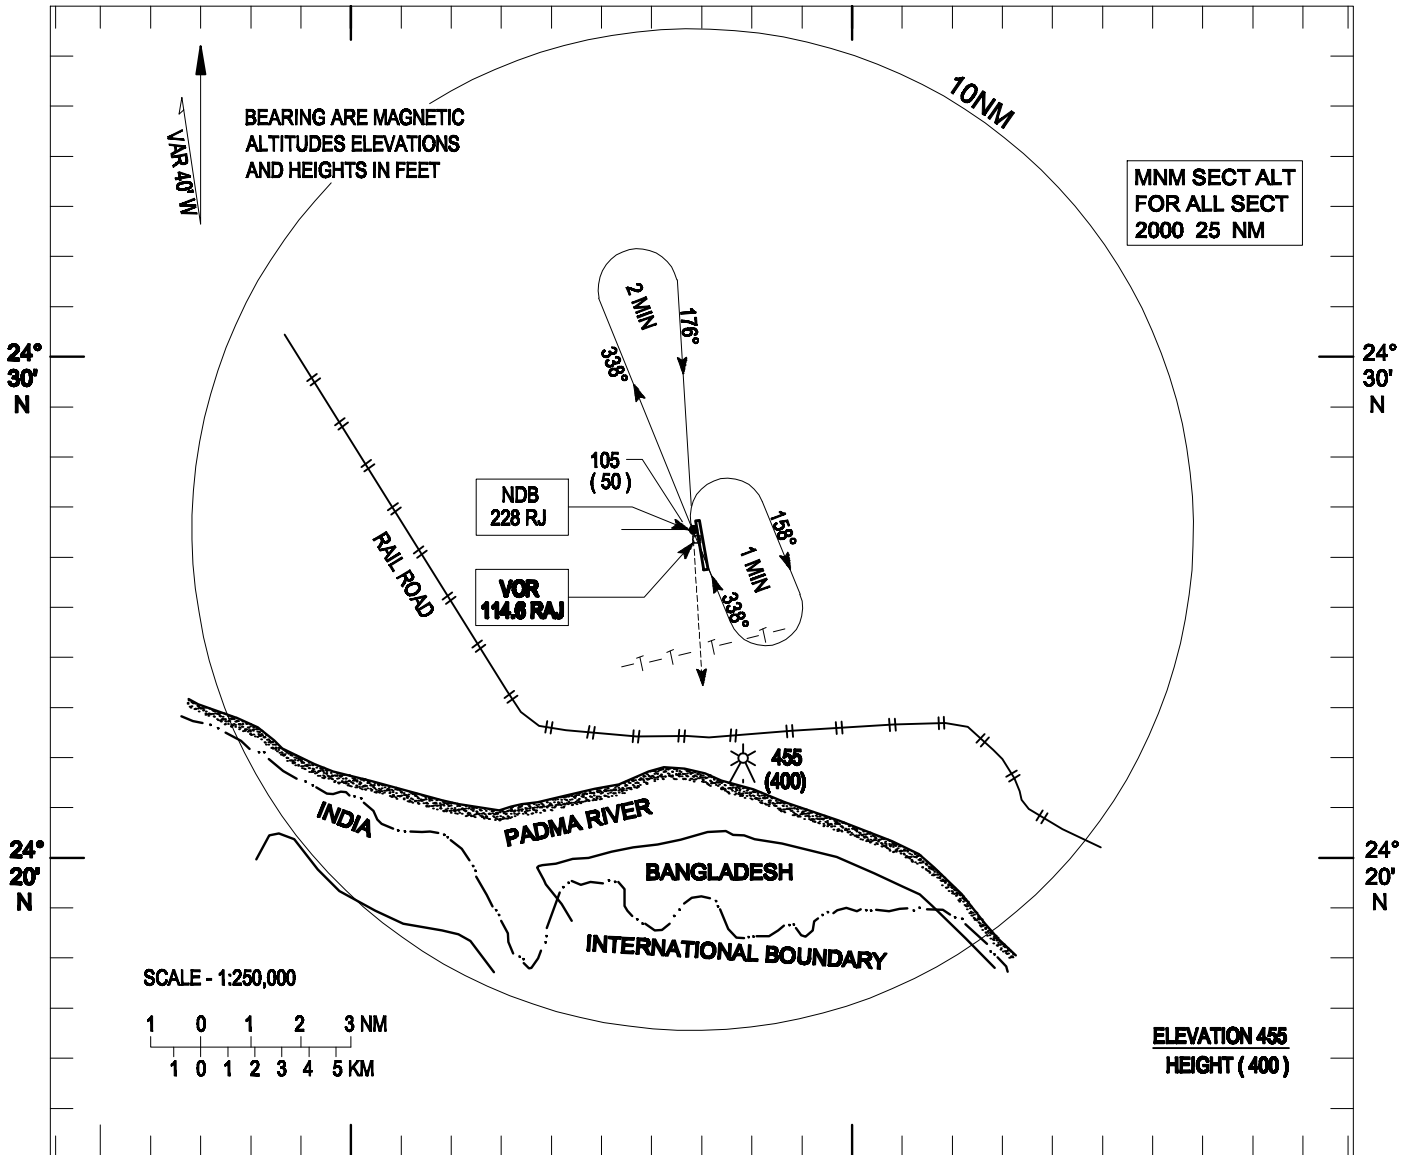 10NM
VAR 40' W
BEARING ARE MAGNETIC
ALTITUDES ELEVATIONS
AND HEIGHTS IN FEET
MNM SECT ALT
FOR ALL SECT
2000 25 NM
2 MIN
176°
338°
24°
30'
N
24°
30'
N
105
( 50 )
NDB
228 RJ
158°
1 MIN
338°
RAIL ROAD
VOR
114.6 RAJ
455
(400)
INDIA
PADMA RIVER
BANGLADESH
24°
20'
N
24°
20'
N
INTERNATIONAL BOUNDARY
SCALE - 1:250,000
1 0 1 2 3 NM
1 0 1 2 3 4 5 KM
ELEVATION 455
HEIGHT ( 400 )